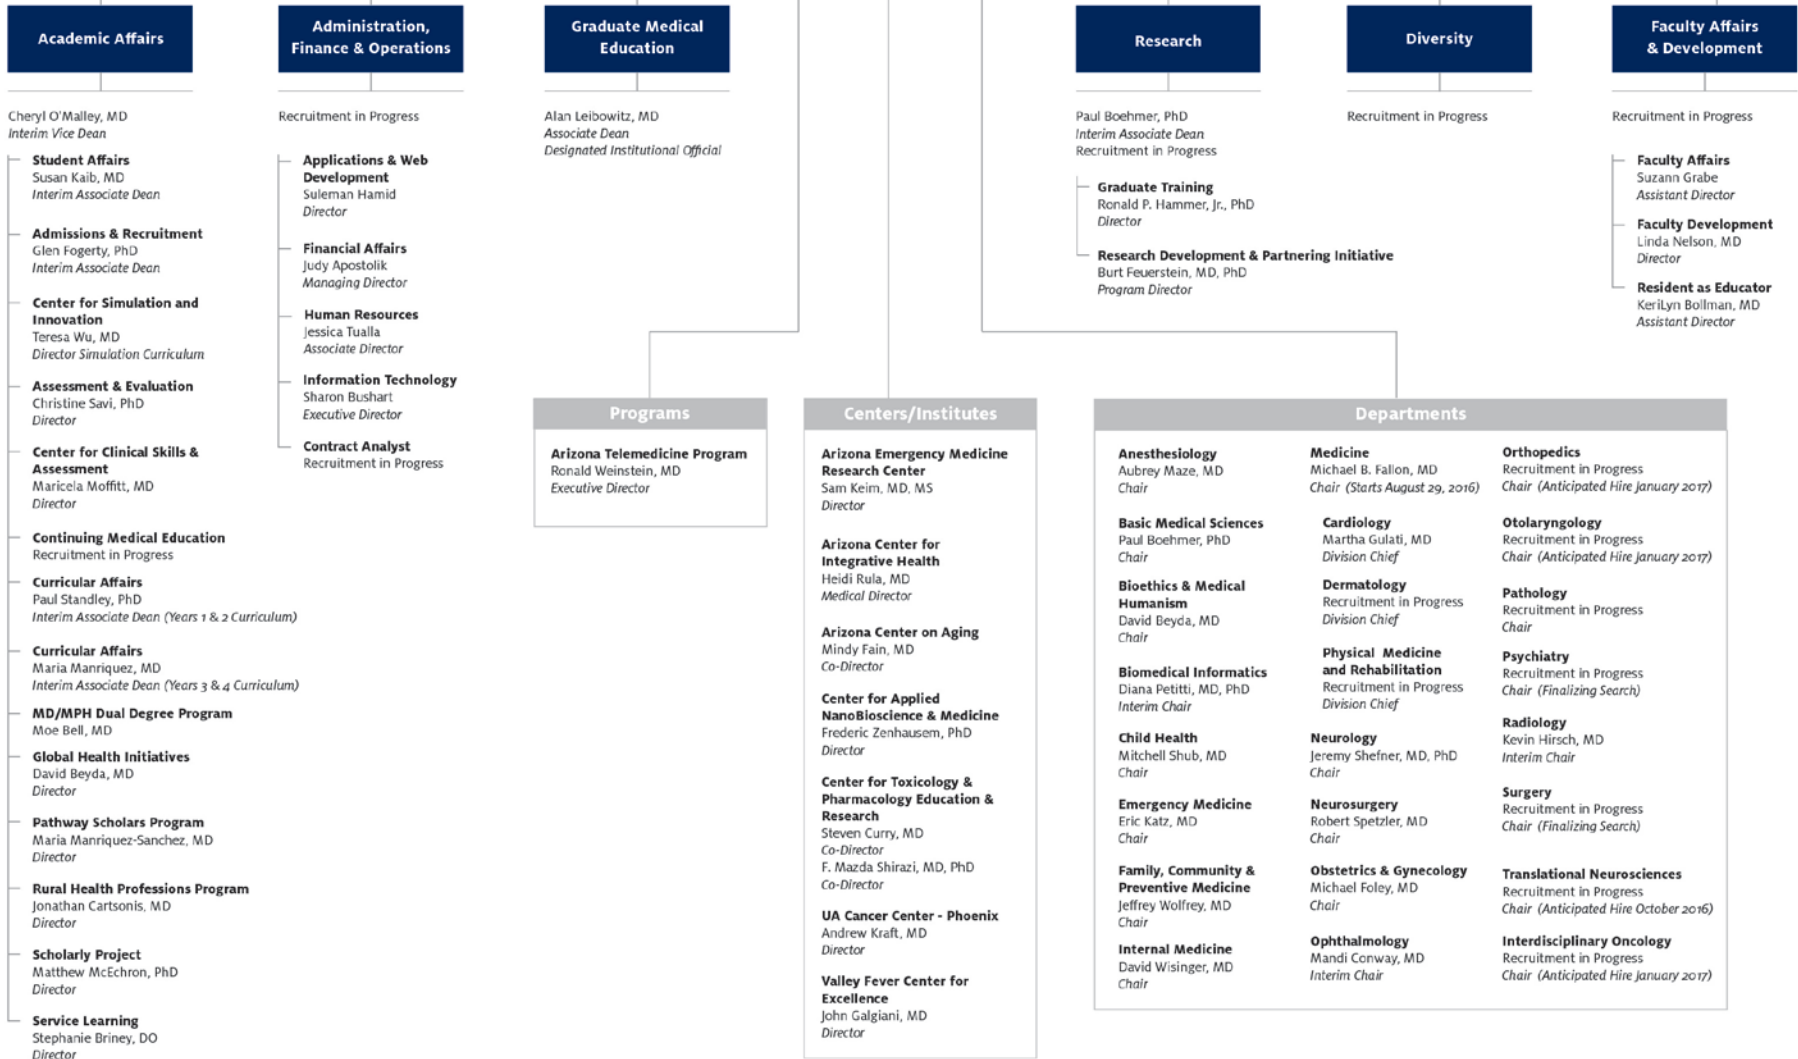 Academic Affairs
Cheryl O'Malley, MD
Interim Vice Dean
Student Affairs
Susan Kaib, MD
Interim Associate Dean
Admissions & Recruitment
Glen Fogerty, PhD
Interim Associate Dean
Center for Simulation and
Innovation
Teresa Wu, MD
Director Simulation Curriculum
Assessment & Evaluation
Christine Savi, PhD
Director
Center for Clinical Skills &
Assessment
Maricela Moffitt, MD
Director
Continuing Medical Education
Recruitment in Progress
Curricular Affairs
Paul Standley, PhD
Interim Associate Dean (Years 1 & 2 Curriculum)
Curricular Affairs
Maria Manriquez, MD
Interim Associate Dean (Years 3 & 4 Curriculum)
MD/MPH Dual Degree Program
Moe Bell, MD
Global Health Initiatives
David Beyda, MD
Director
Pathway Scholars Program
Maria Manriquez-Sanchez, MD
Director
Rural Health Professions Program
Jonathan Cartsonis, MD
Director
Scholarly Project
Matthew McEchron, PhD
Director
Service Learning
Stephanie Briney, DO
Director
Administration,
Finance & Operations
Recruitment in Progress
Applications & Web
Development
Suleman Hamid
Director
Financial Affairs
Judy Apostolik
Managing Director
Human Resources
Jessica Tualla
Associate Director
Information Technology
Sharon Bushart
Executive Director
Contract Analyst
Recruitment in Progress
Graduate Medical
Education
Alan Leibowitz, MD
Associate Dean
Designated Institutional Official
Research
Paul Boehmer, PhD
Interim Associate Dean
Recruitment in Progress
Graduate Training
Ronald P. Hammer, Jr., PhD
Director
Research Development & Partnering Initiative
Burt Feuerstein, MD, PhD
Program Director
Diversity
Recruitment in Progress
Faculty Affairs
& Development
Recruitment in Progress
Faculty Affairs
Suzann Grabe
Assistant Director
Faculty Development
Linda Nelson, MD
Director
Resident as Educator
KeriLyn Bollman, MD
Assistant Director
Programs
Arizona Telemedicine Program
Ronald Weinstein, MD
Executive Director
Centers/Institutes
Arizona Emergency Medicine
Research Center
Sam Keim, MD, MS
Director
Arizona Center for
Integrative Health
Heidi Rula, MD
Medical Director
Arizona Center on Aging
Mindy Fain, MD
Co-Director
Center for Applied
NanoBioscience & Medicine
Frederic Zenhausem, PhD
Director
Center for Toxicology &
Pharmacology Education &
Research
Steven Curry, MD
Co-Director
F. Mazda Shirazi, MD, PhD
Co-Director
UA Cancer Center - Phoenix
Andrew Kraft, MD
Director
Valley Fever Center for
Excellence
John Galgiani, MD
Director
Departments
Anesthesiology
Aubrey Maze, MD
Chair
Basic Medical Sciences
Paul Boehmer, PhD
Chair
Bioethics & Medical
Humanism
David Beyda, MD
Chair
Biomedical Informatics
Diana Petitti, MD, PhD
Interim Chair
Child Health
Mitchell Shub, MD
Chair
Emergency Medicine
Eric Katz, MD
Chair
Family, Community &
Preventive Medicine
Jeffrey Wolfrey, MD
Chair
Internal Medicine
David Wisinger, MD
Chair
Medicine
Michael B. Fallon, MD
Chair (Starts August 29, 2016)
Cardiology
Martha Gulati, MD
Division Chief
Dermatology
Recruitment in Progress
Division Chief
Physical Medicine
and Rehabilitation
Recruitment in Progress
Division Chief
Neurology
Jeremy Shefner, MD, PhD
Chair
Neurosurgery
Robert Spetzler, MD
Chair
Obstetrics & Gynecology
Michael Foley, MD
Chair
Ophthalmology
Mandi Conway, MD
Interim Chair
Orthopedics
Recruitment in Progress
Chair (Anticipated Hire January 2017)
Otolaryngology
Recruitment in Progress
Chair (Anticipated Hire January 2017)
Pathology
Recruitment in Progress
Chair
Psychiatry
Recruitment in Progress
Chair (Finalizing Search)
Radiology
Kevin Hirsch, MD
Interim Chair
Surgery
Recruitment in Progress
Chair (Finalizing Search)
Translational Neurosciences
Recruitment in Progress
Chair (Anticipated Hire October 2016)
Interdisciplinary Oncology
Recruitment in Progress
Chair (Anticipated Hire January 2017)